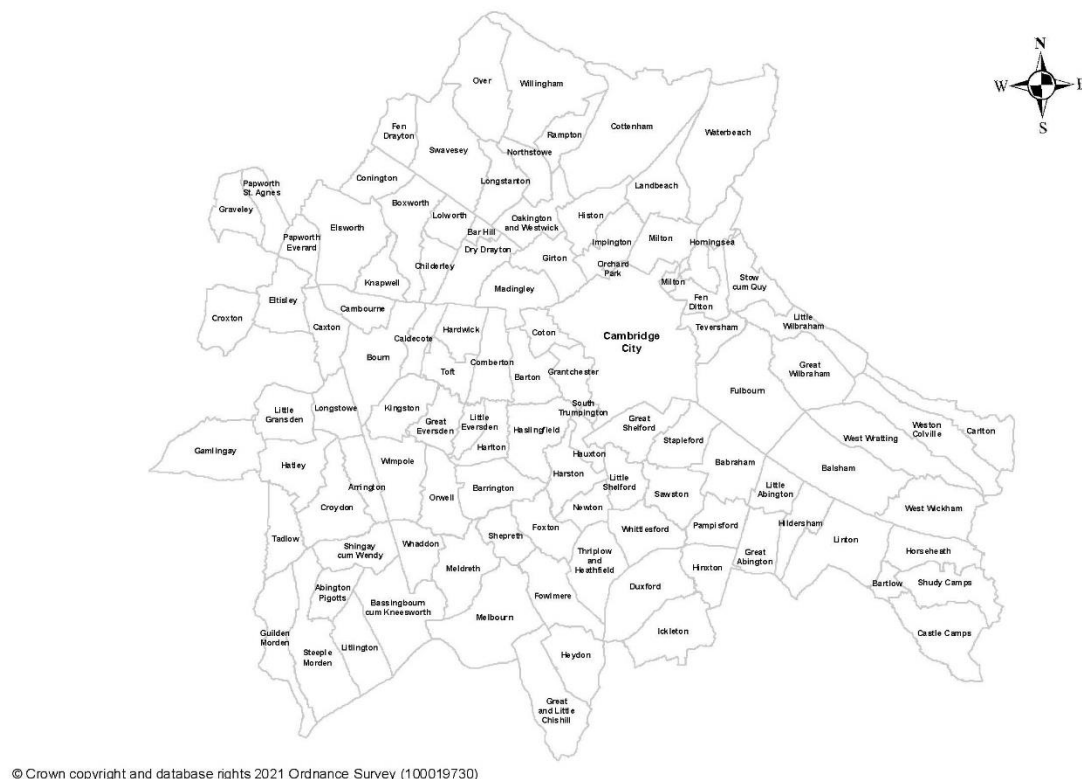 N
W
E
S
Over
Willingham
Fen
Drayton
Cottenham
Rampton
Waterbeach
Swavesey
Northstowe
Conington
Longstanton
Papworth
St. Agnes
Landbeach
Graveley
Boxworth
Lolworth
Oakington
and Westwick
Histon
Elsworth
Bar Hill
Papworth
Everard
Impington
Milton
Horningsea
Dry Drayton
Girton
Childerley
Orchard
Park
Stow
cum Quy
Knapwell
Madingley
Milton
Eltisley
Fen
Ditton
Cambourne
Croxton
Little
Wilbraham
Caxton
Hardwick
Coton
Teversham
Caldecote
Cambridge
City
Bourn
Comberton
Great
Wilbraham
Toft
Barton
Grantchester
Fulbourn
Little
Gransden
Longstowe
Kingston
Great
Eversden
Little
Eversden
South
Trumpington
Great
Shelford
Haslingfield
Weston
Colville
Carlton
Stapleford
West Wratting
Gamlingay
Harlton
Hauxton
Wimpole
Babraham
Hatley
Balsham
Harston
Little
Shelford
Arrington
Barrington
Little
Abington
Orwell
Sawston
Croydon
Newton
West Wickham
Hildersham
Foxton
Whittlesford
Pampisford
Shepreth
Tadlow
Linton
Shingay
cum Wendy
Whaddon
Horseheath
Thriplow
and
Heathfield
Great
Abington
Meldreth
Hinxton
Bartlow
Shudy Camps
Abington
Pigotts
Duxford
Fowlmere
Bassingbourn
cum Kneesworth
Melbourn
Ickleton
Castle Camps
Guilden
Morden
Litlington
Steeple
Morden
Heydon
Great
and Little
Chishill
© Crown copyright and database rights 2021 Ordnance Survey (100019730)